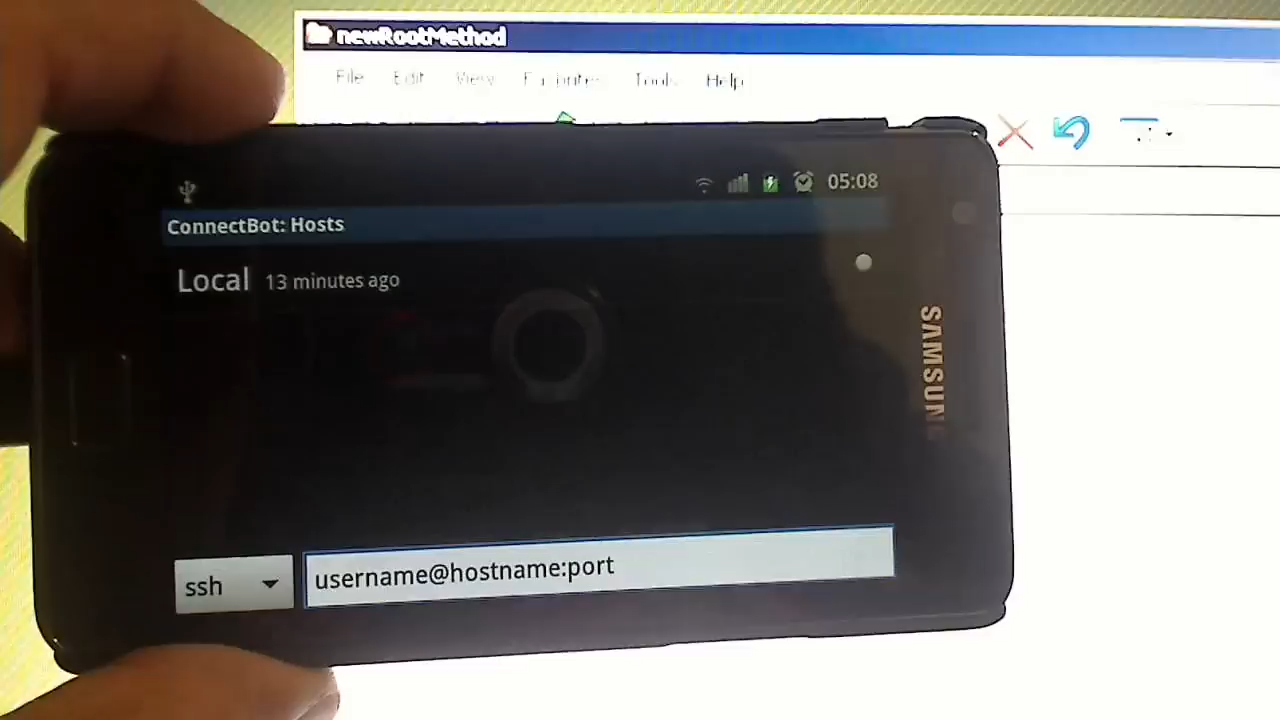 newRootMethod
File Edit View Favorites Tools Help
05:08
ConnectBot: Hosts
Local 13 minutes ago
SAMSUNG
ssh
username@hostname:port